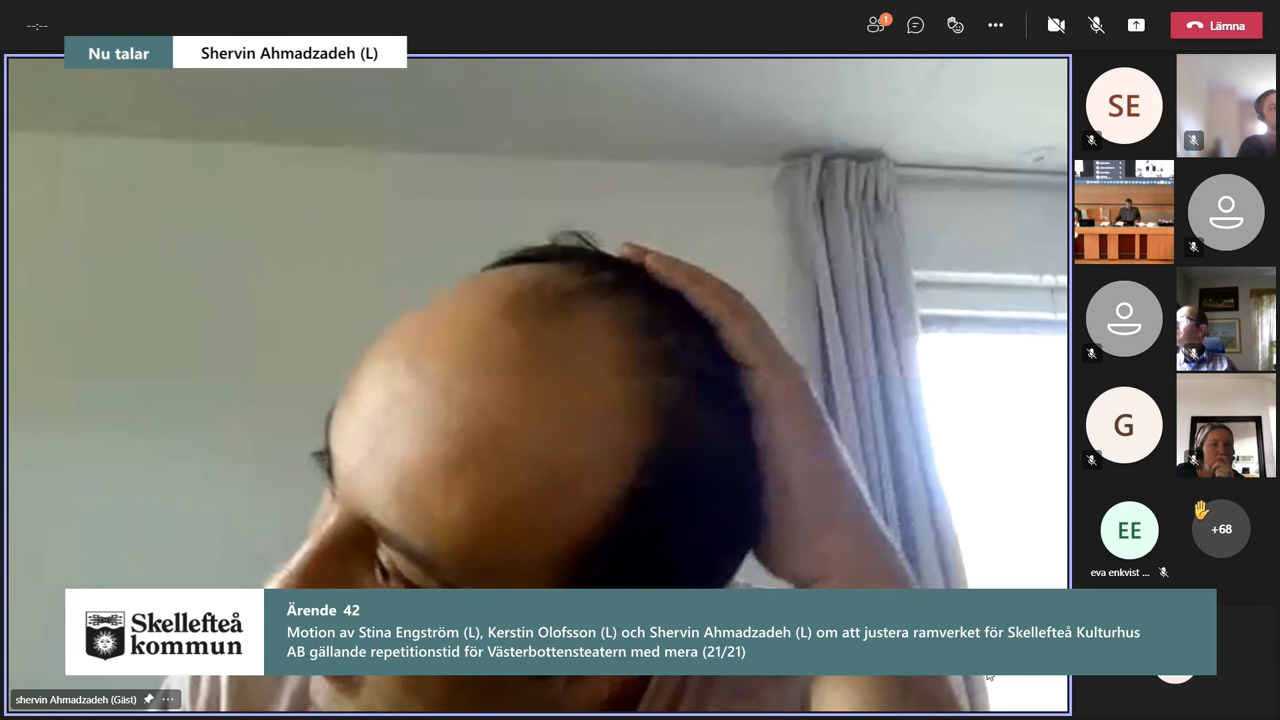 --:--
1
Lämna
Nu talar
Shervin Ahmadzadeh (L)
SE
G
EE
+68
eva enkvist ...
Skellefteå
kommun
Ärende 42
Motion av Stina Engström (L), Kerstin Olofsson (L) och Shervin Ahmadzadeh (L) om att justera ramverket för Skellefteå Kulturhus
AB gällande repetitionstid för Västerbottensteatern med mera (21/21)
shervin Ahmadzadeh (Gäst)